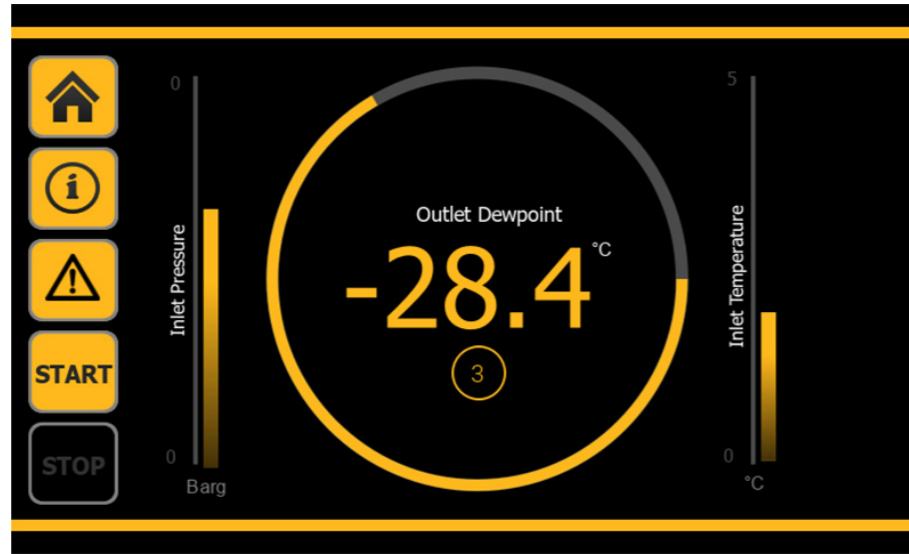 0
5
Outlet Dewpoint
-28.4 °C
Inlet Pressure
Inlet Temperature
3
START
STOP
0
0
Barg
°C